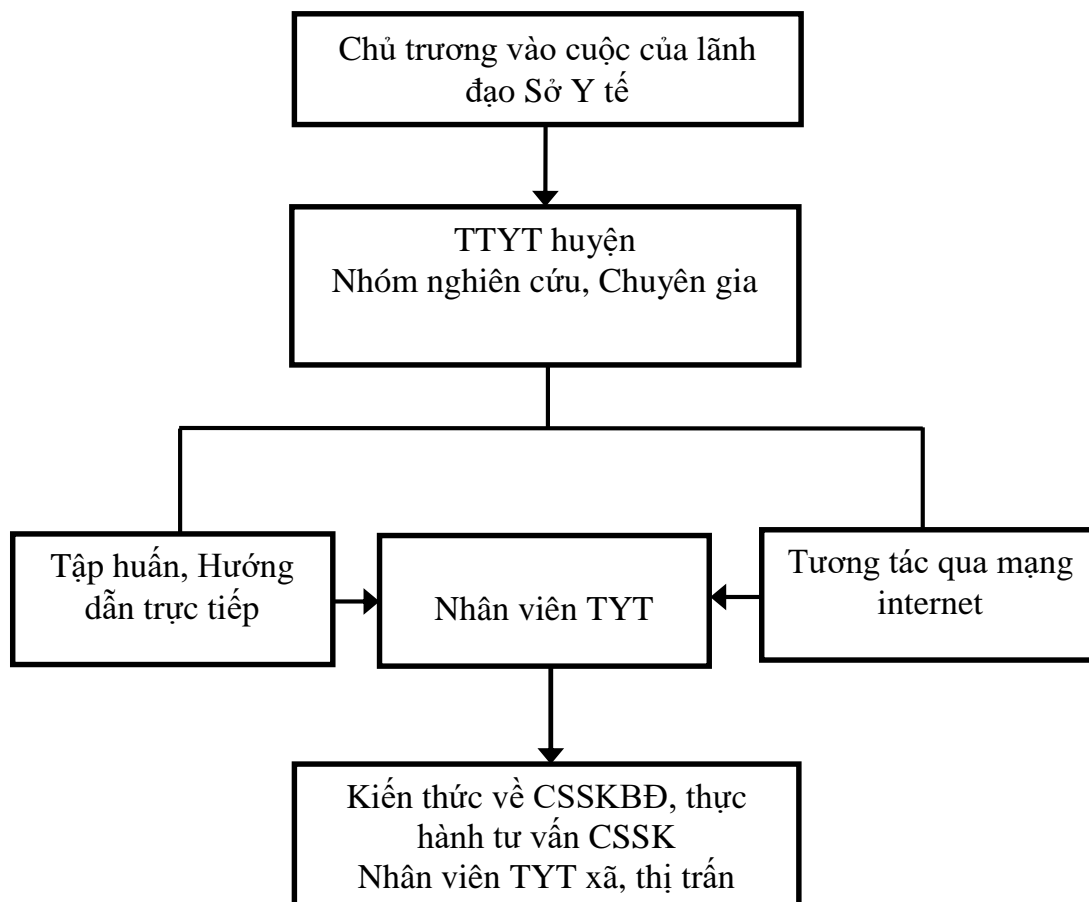 Chủ trương vào cuộc của lãnh
đạo Sở Y tế
TTYT huyện
Nhóm nghiên cứu, Chuyên gia
Tập huấn, Hướng
dẫn trực tiếp
Nhân viên TYT
Tương tác qua mạng
internet
Kiến thức về CSSKBĐ, thực
hành tư vấn CSSK
Nhân viên TYT xã, thị trấn